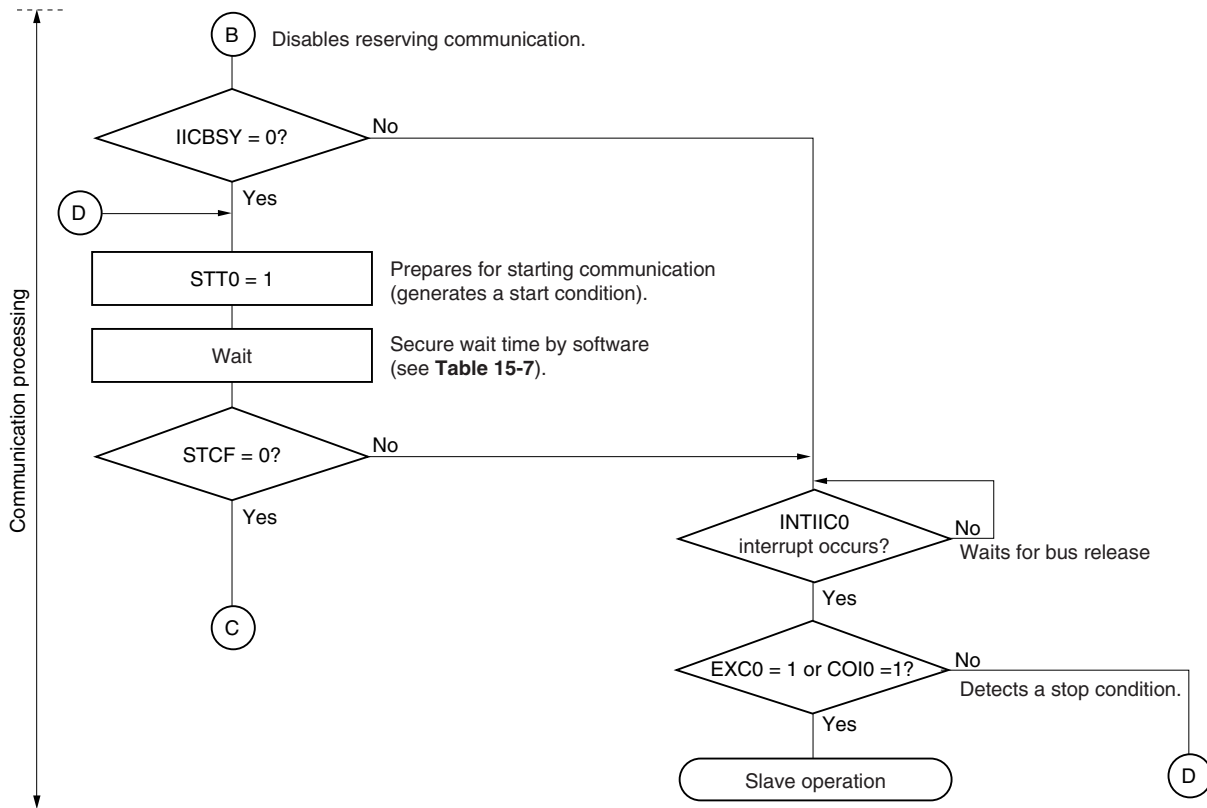 B
Disables reserving communication.
IICBSY = 0?
No
Yes
D
STT0 = 1
Prepares for starting communication
(generates a start condition).
Wait
Secure wait time by software
(see Table 15-7).
STCF = 0?
No
Yes
C
INTIIC0
interrupt occurs?
No
Waits for bus release
Yes
EXC0 = 1 or COI0 =1?
No
Detects a stop condition.
Yes
Slave operation
D
Communication processing